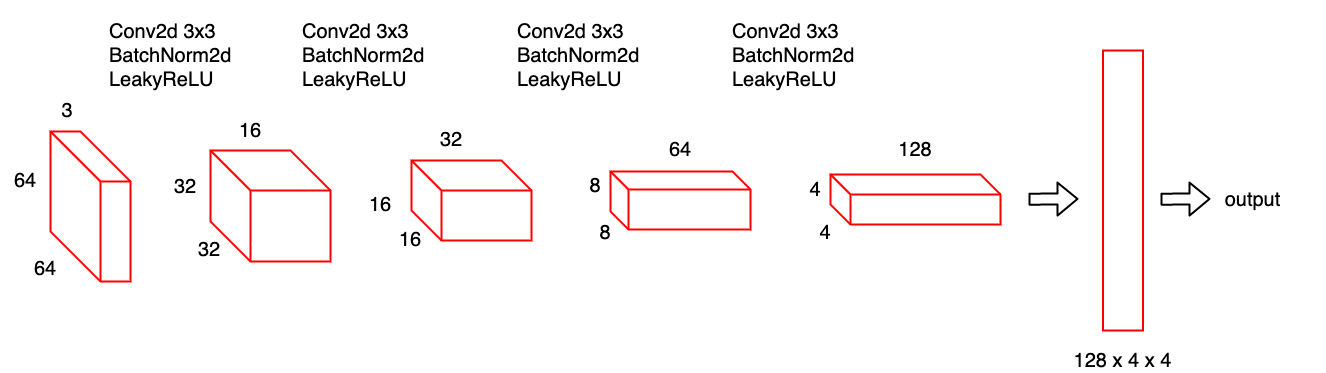 Conv2d 3x3
BatchNorm2d
LeakyReLU
Conv2d 3x3
BatchNorm2d
LeakyReLU
Conv2d 3x3
BatchNorm2d
LeakyReLU
Conv2d 3x3
BatchNorm2d
LeakyReLU
3
64
64
16
32
32
32
16
16
64
8
8
128
4
4
128 x 4 x 4
output